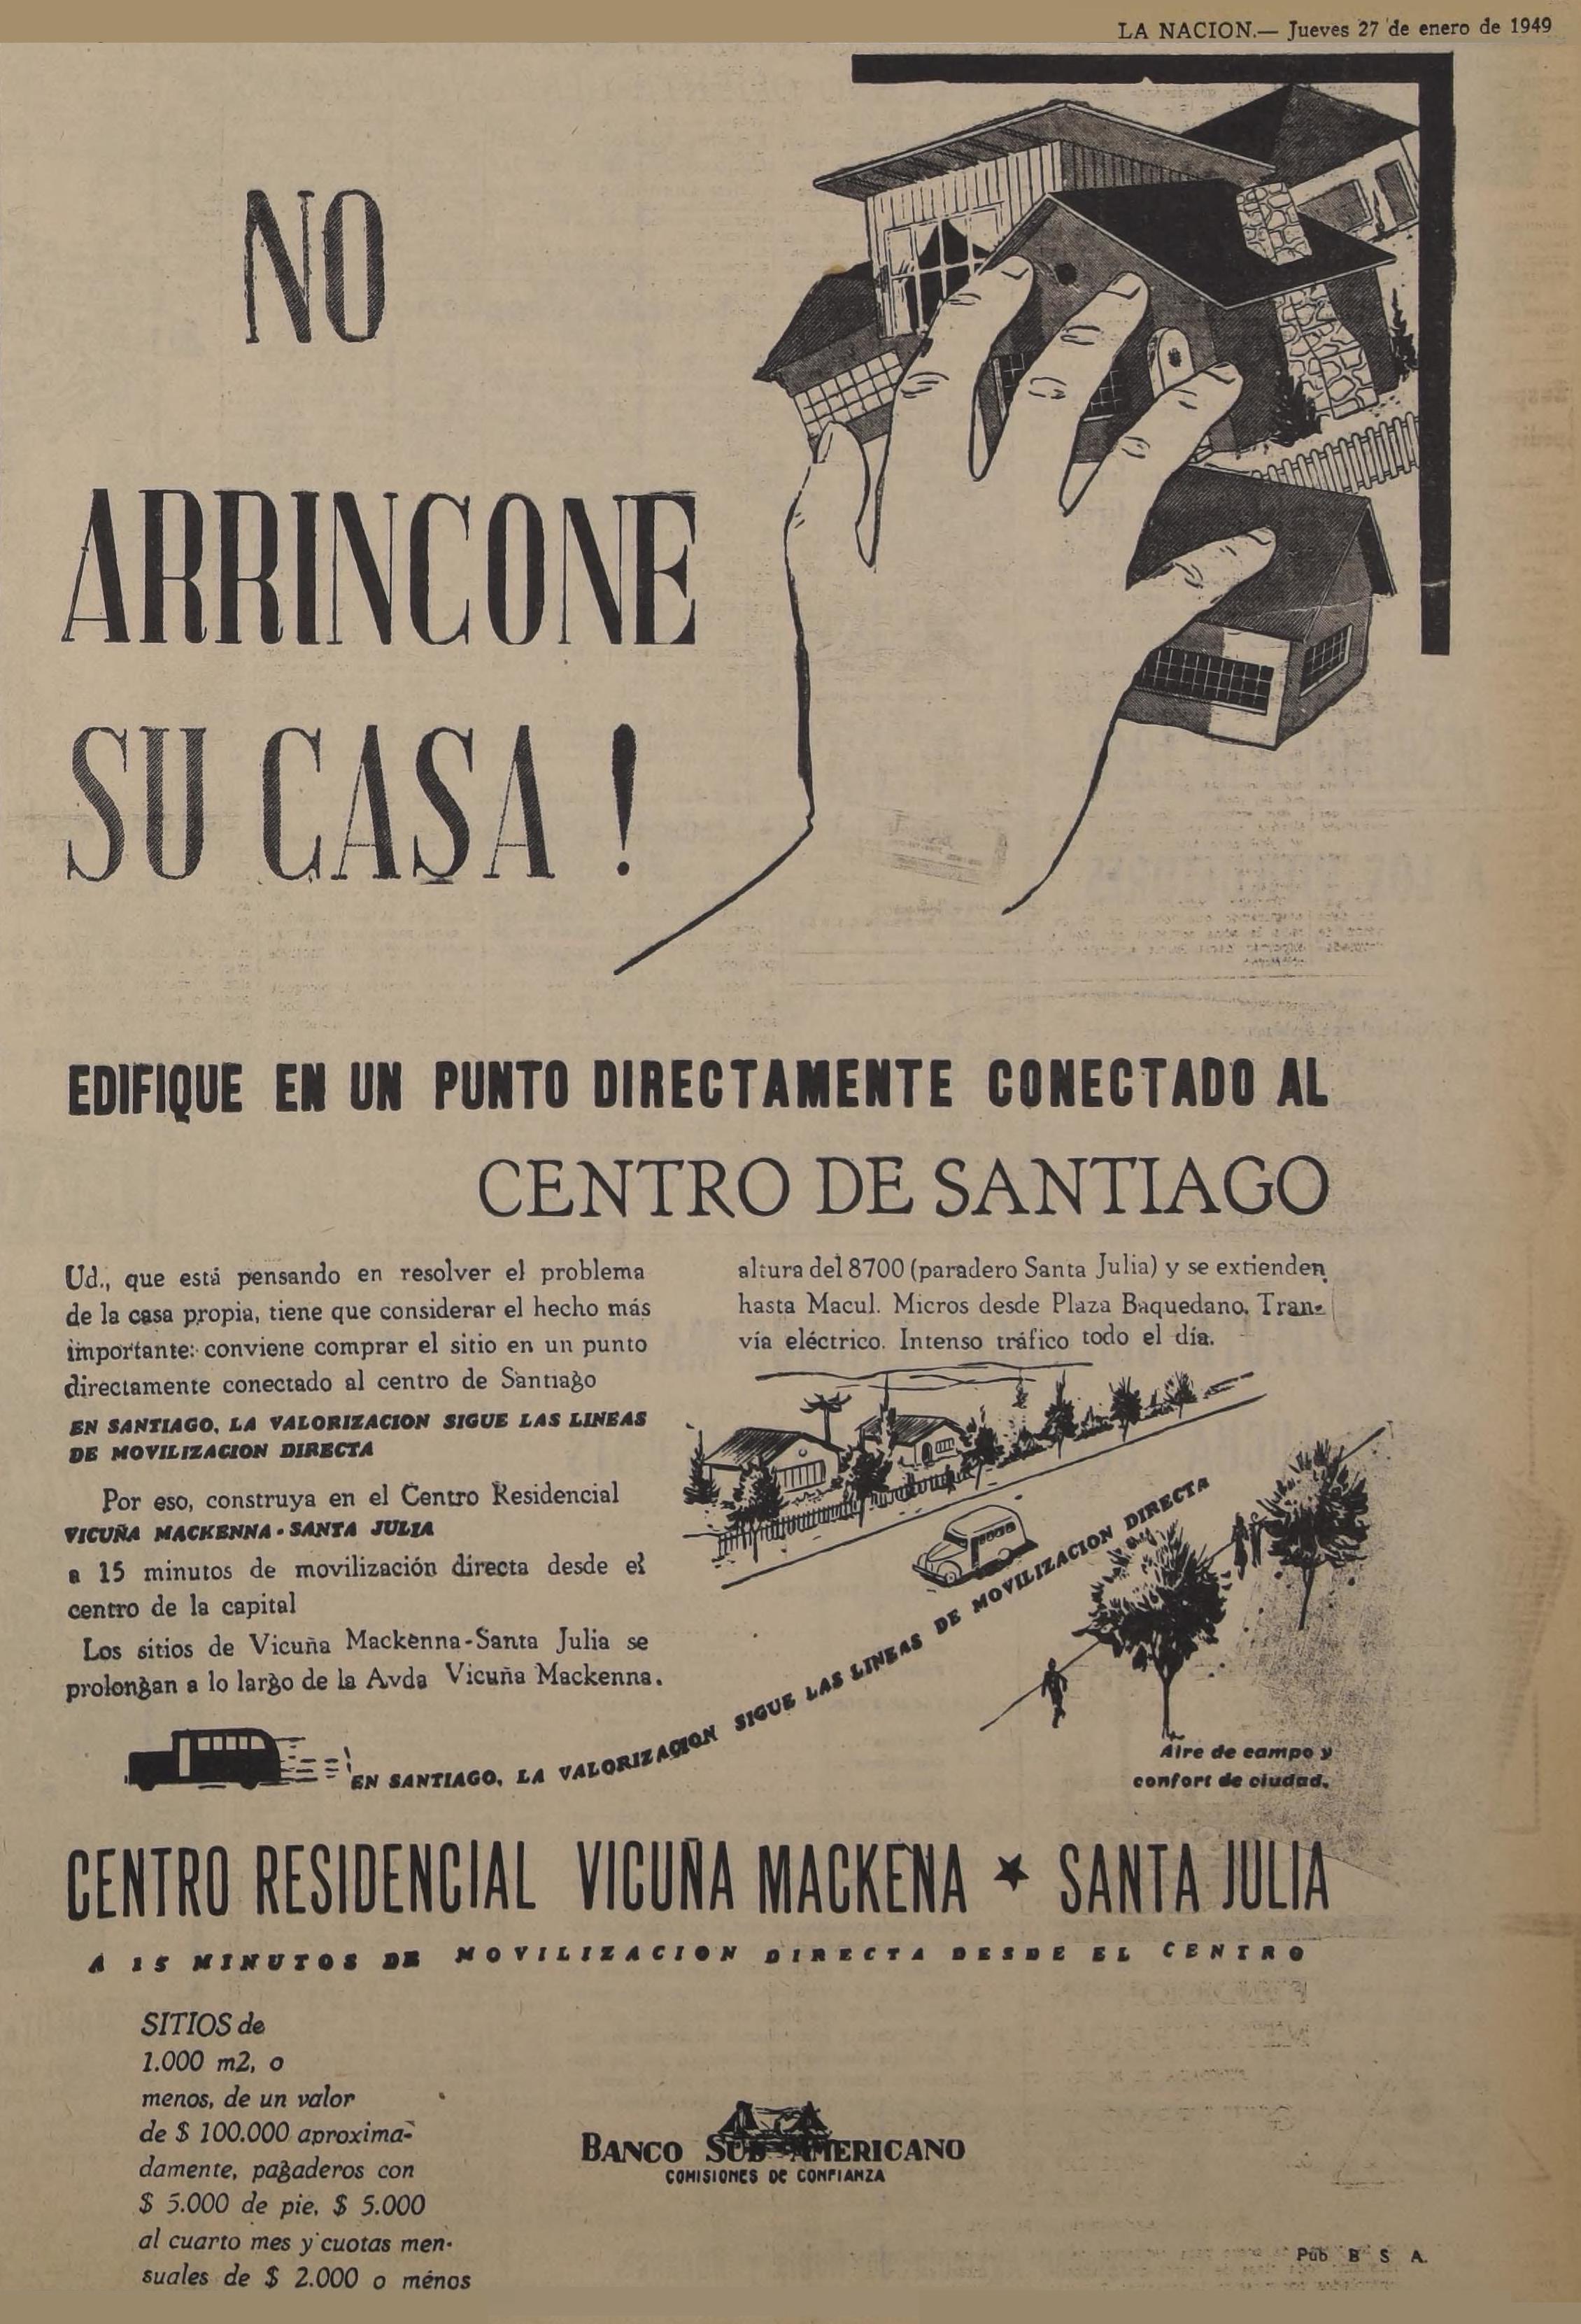 LA NACION.— Jueves 27 de enero de 1949
NO
ARRINCONE
SU CASA !
EDIFIQUE EN UN PUNTO DIRECTAMENTE CONECTADO AL
CENTRO DE SANTIAGO
Ud., que está pensando en resolver el problema
de la casa propia, tiene que considerar el hecho más
importante: conviene comprar el sitio en un punto
directamente conectado al centro de Santiago
EN SANTIAGO, LA VALORIZACION SIGUE LAS LINEAS
DE MOVILIZACION DIRECTA
Por eso, construya en el Centro Residencial
VICUÑA MACKENNA - SANTA JULIA
a 15 minutos de movilización directa desde el
centro de la capital
Los sitios de Vicuña Mackenna-Santa Julia se
prolongan a lo largo de la Avda Vicuña Mackenna.
altura del 8700 (paradero Santa Julia) y se extienden
hasta Macul. Micros desde Plaza Baquedano. Tran-
vía eléctrico. Intenso tráfico todo el día.
EN SANTIAGO, LA VALORIZACION SIGUE LAS LINEAS DE MOVILIZACION DIRECTA
Aire de campo y
confort de ciudad.
CENTRO RESIDENCIAL VICUÑA MACKENA ★ SANTA JULIA
A 15 MINUTOS DE MOVILIZACION DIRECTA DESDE EL CENTRO
SITIOS de
1.000 m2, o
menos, de un valor
de $ 100.000 aproxima-
damente, pagaderos con
$ 5.000 de pie, $ 5.000
al cuarto mes y cuotas men-
suales de $ 2.000 o ménos
BANCO SUD AMERICANO
COMISIONES DE CONFIANZA
Pub B S A.